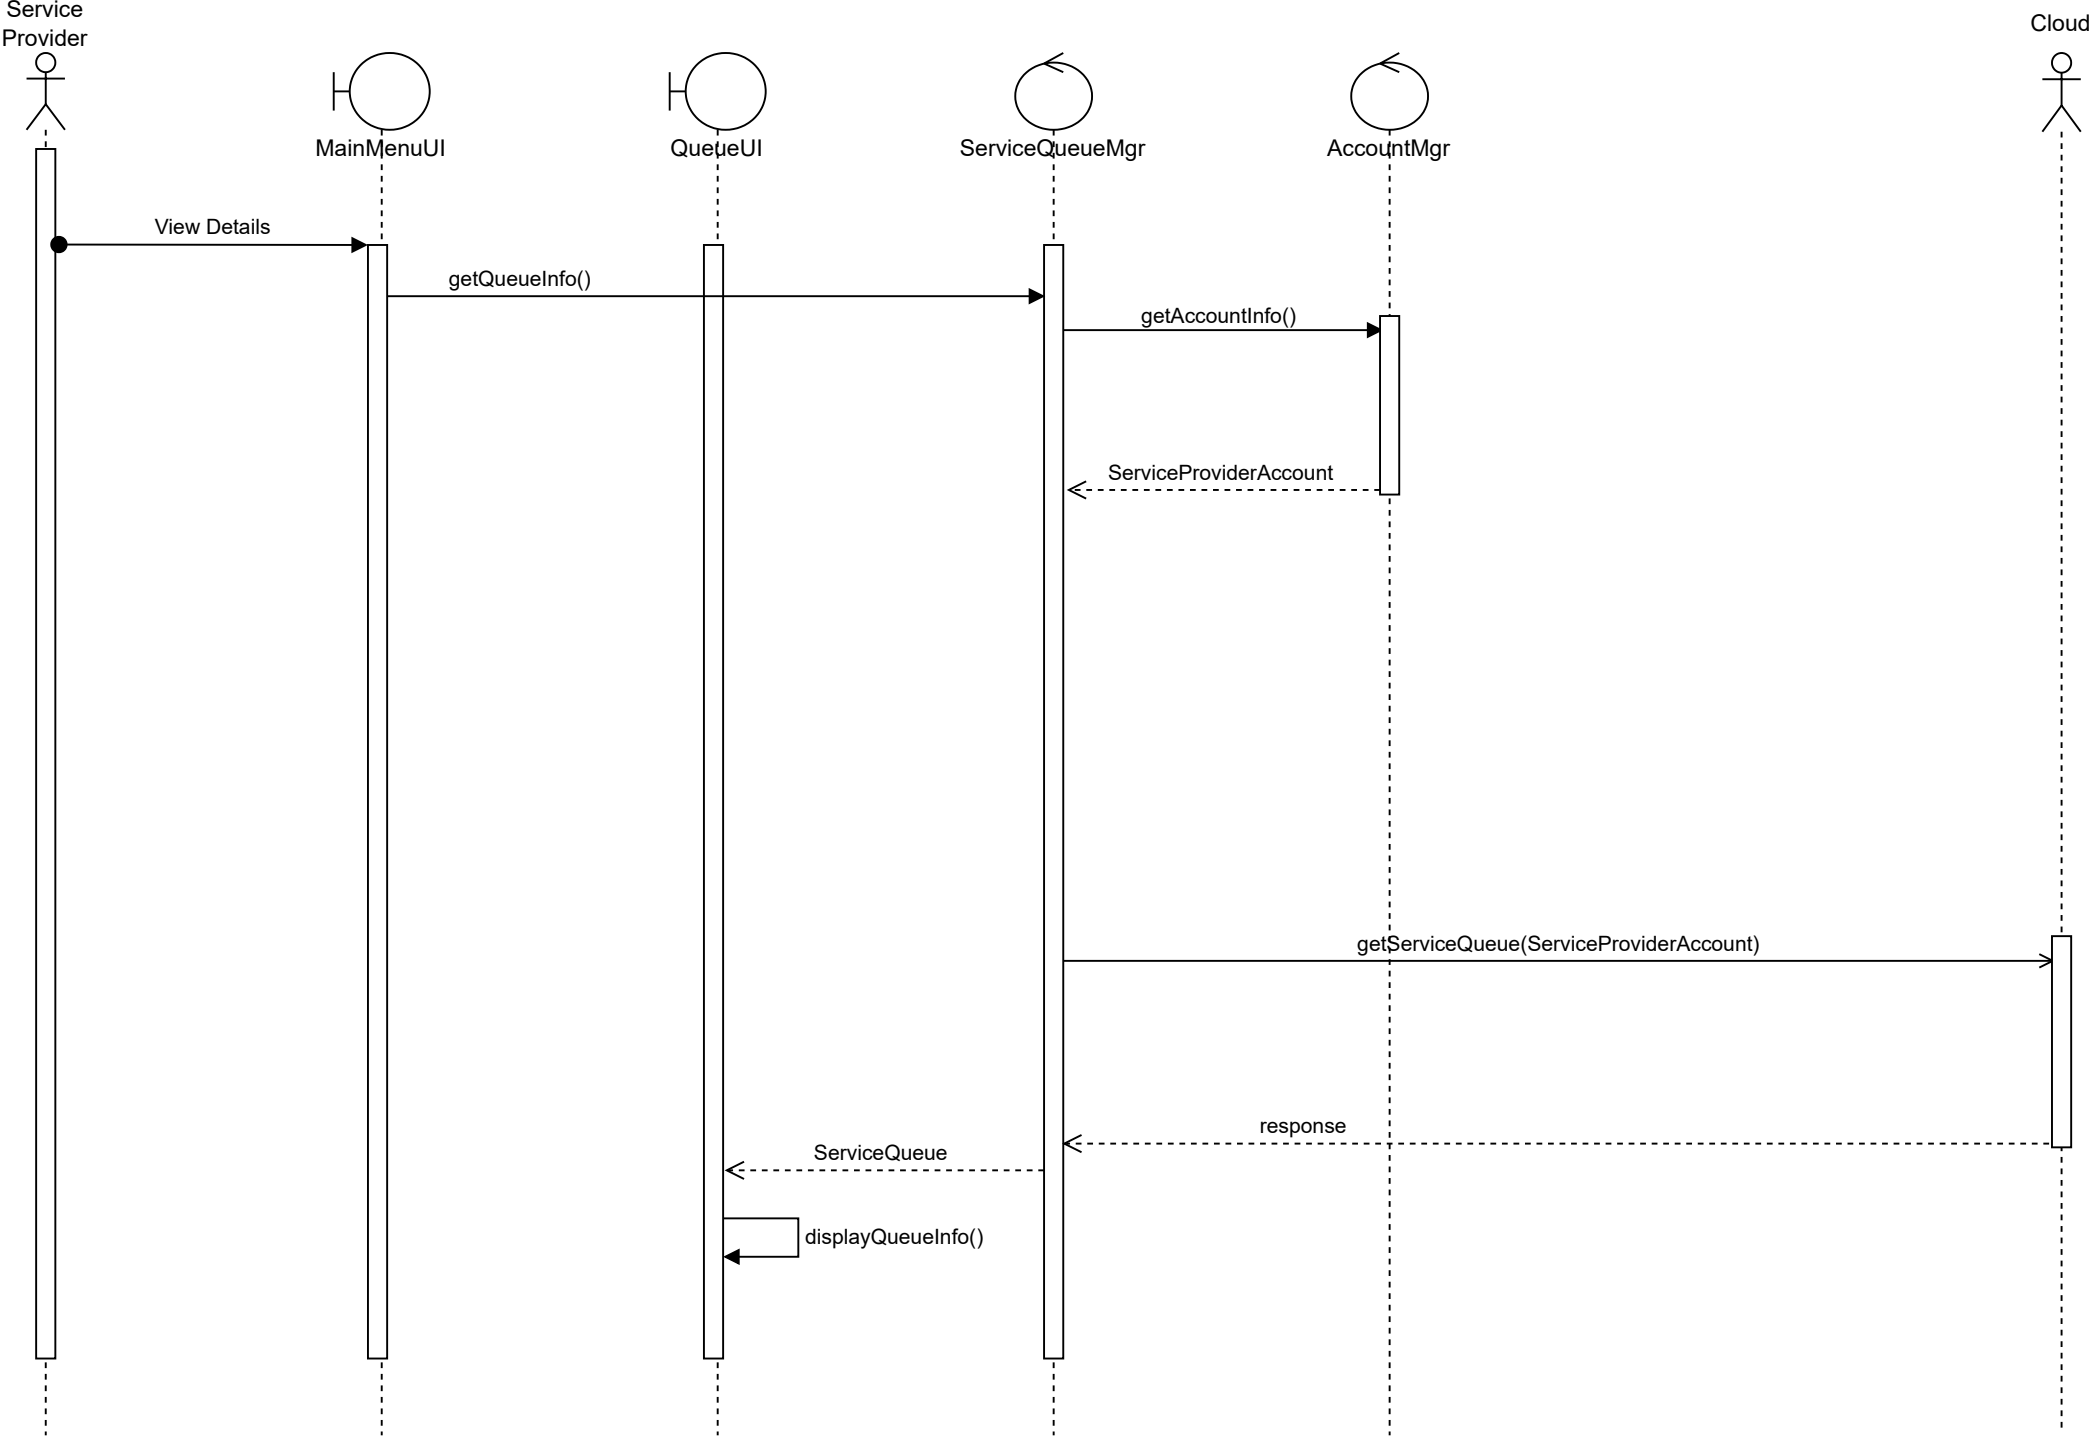 Service
Provider
Cloud
MainMenuUI
QueueUI
ServiceQueueMgr
AccountMgr
View Details
getQueueInfo()
getAccountInfo()
ServiceProviderAccount
getServiceQueue(ServiceProviderAccount)
response
ServiceQueue
displayQueueInfo()